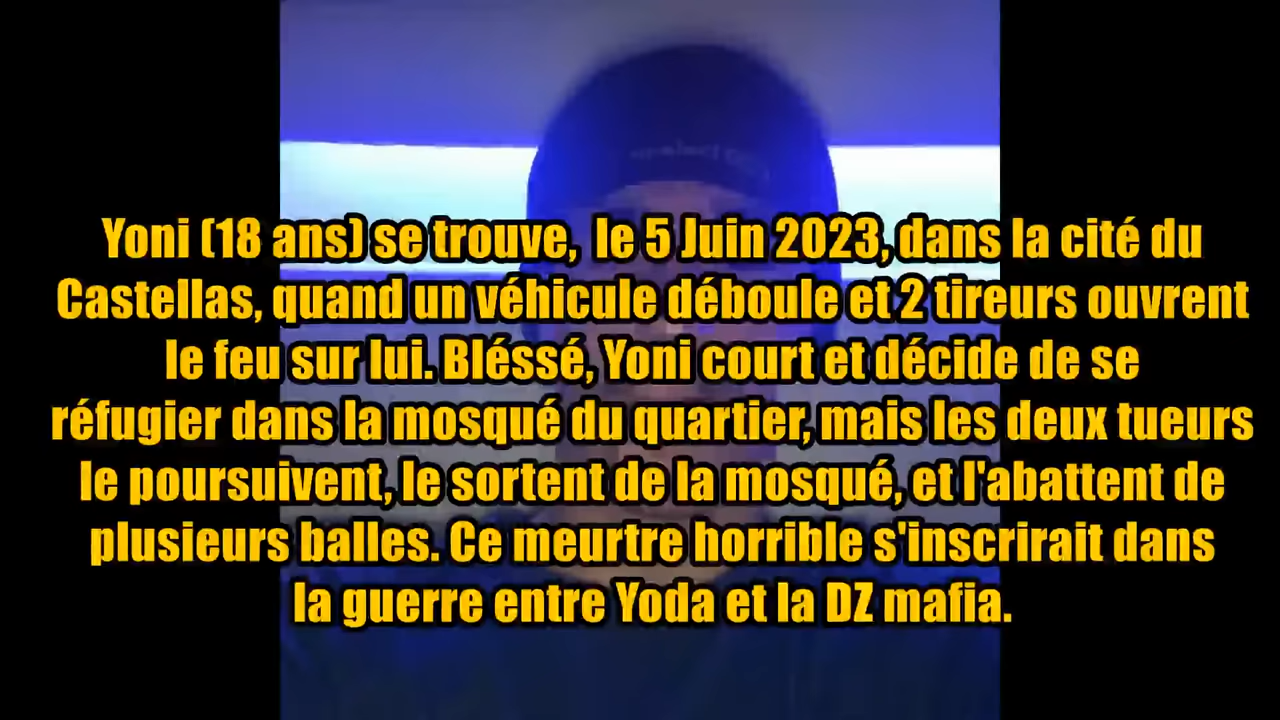 Yoni (18 ans) se trouve, le 5 Juin 2023, dans la cité du
Castellas, quand un véhicule déboule et 2 tireurs ouvrent
le feu sur lui. Bléssé, Yoni court et décide de se
réfugier dans la mosqué du quartier, mais les deux tueurs
le poursuivent, le sortent de la mosqué, et l'abattent de
plusieurs balles. Ce meurtre horrible s'inscrirait dans
la guerre entre Yoda et la DZ mafia.